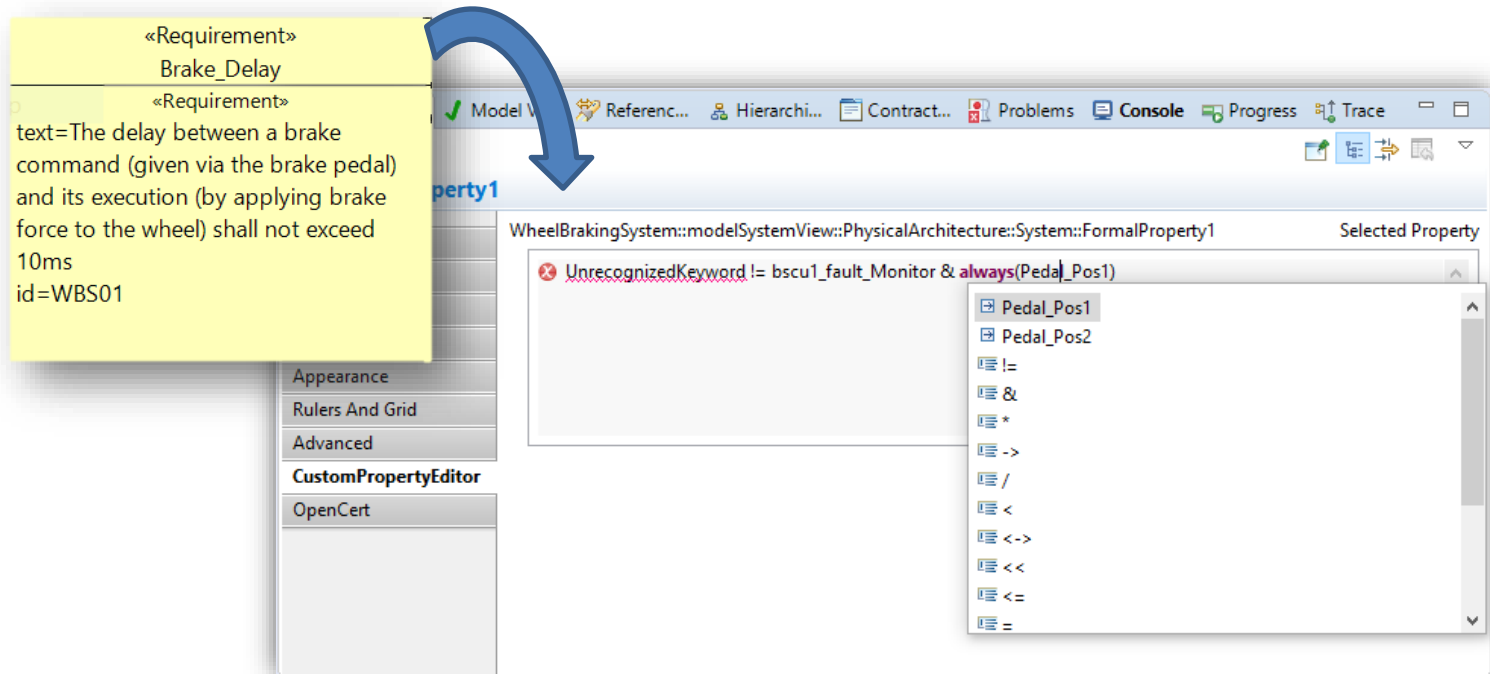 «Requirement»
Brake_Delay
«Requirement»
text=The delay between a brake
command (given via the brake pedal)
and its execution (by applying brake
force to the wheel) shall not exceed
10ms
id=WBS01
Model V
Referenc...
Hierarchi...
Contract...
Problems
Console
Progress
Trace
perty1
WheelBrakingSystem::modelSystemView::PhysicalArchitecture::System::FormalProperty1
Selected Property
UnrecognizedKeyword != bscu1_fault_Monitor & always(Pedal_Pos1)
Pedal_Pos1
Pedal_Pos2
!=
&
*
->
/
<
<->
<<
<=
=
Appearance
Rulers And Grid
Advanced
CustomPropertyEditor
OpenCert